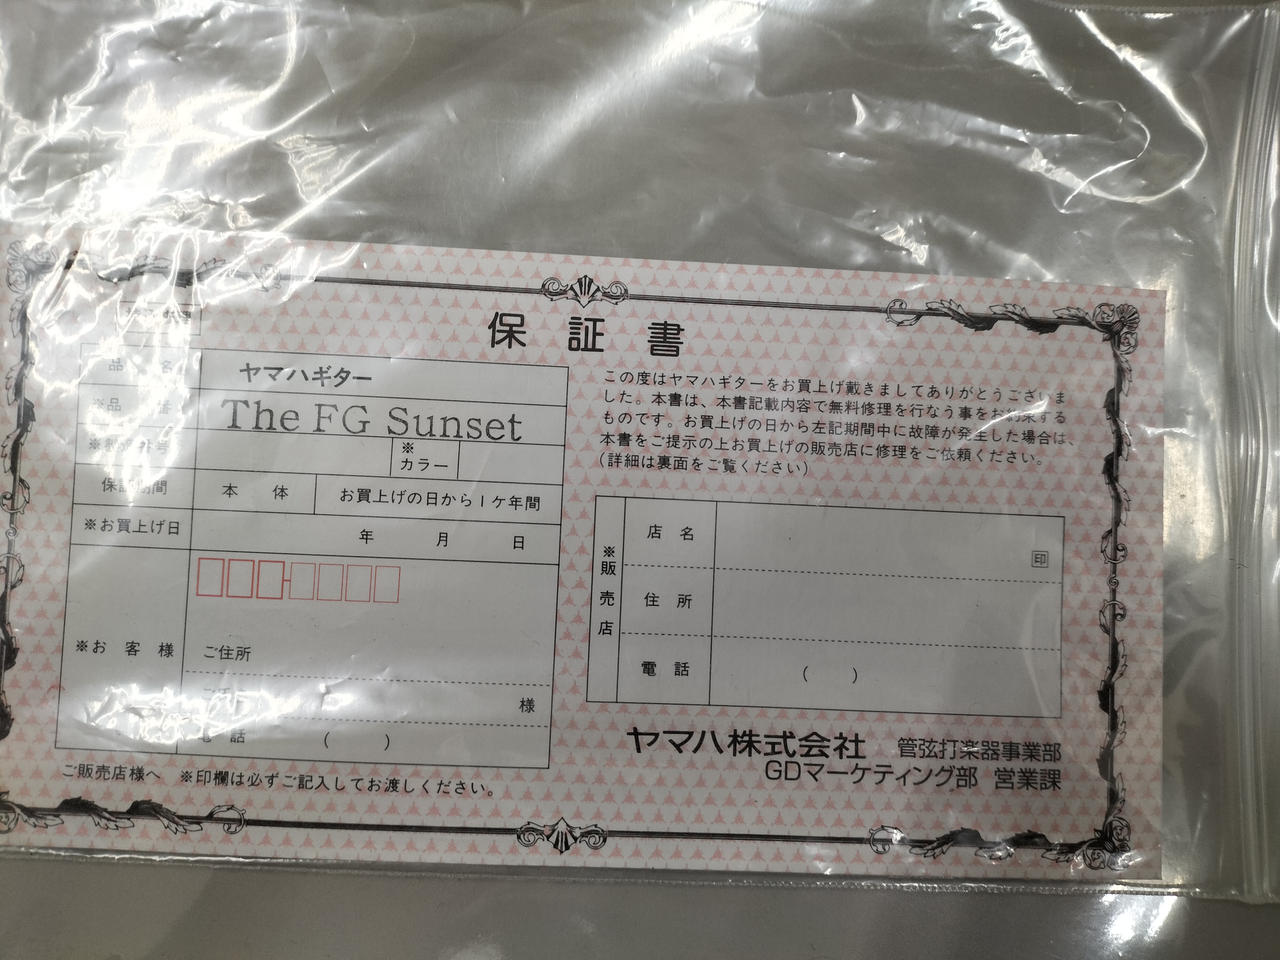 保証書
品名 ヤマハギター
※品番 The FG Sunset
※製造番号 ※カラー
保証期間 本体 お買上げの日から1ケ年間
※お買上げ日 年 月 日
※お客様
ご住所
様
電話 ( )
ご販売店様へ ※印欄は必ずご記入してお渡しください。
この度はヤマハギターをお買上げ戴きましてありがとうございま
した。本書は、本書記載内容で無料修理を行なう事をお約束する
ものです。お買上げの日から左記期間中に故障が発生した場合は、
本書をご提示の上お買上げの販売店に修理をご依頼ください。
(詳細は裏面をご覧ください)
※販売店
店名 印
住所
電話 ( )
ヤマハ株式会社 管弦打楽器事業部
GDマーケティング部 営業課